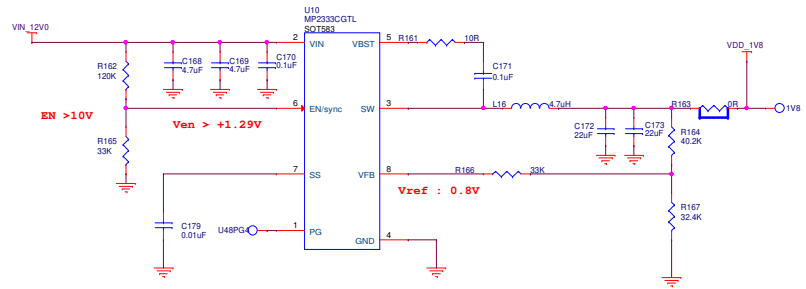 U10
MP2333CGTL
SOT583
VIN_12V0
2
VIN
VBST
5
R161
10R
VDD_1V8
R162
120K
C168
4.7uF
C169
4.7uF
C170
0.1uF
C171
0.1uF
EN >10V
6
EN/sync
SW
3
L16
4.7uH
R163
0R
1V8
Ven > +1.29V
R165
33K
C172
22uF
C173
22uF
R164
40.2K
7
SS
VFB
8
R166
33K
Vref : 0.8V
C179
0.01uF
U48PG4
1
PG
GND
4
R167
32.4K